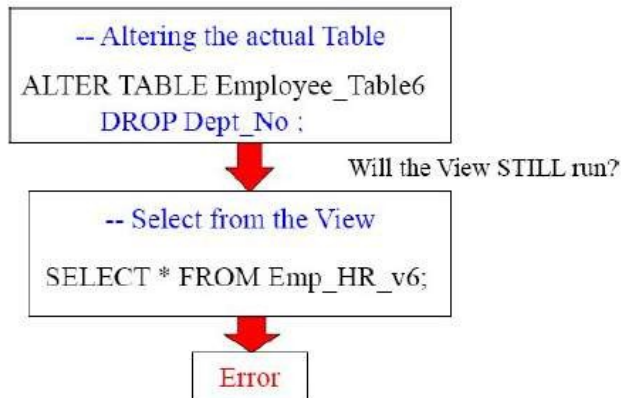 -- Altering the actual Table
ALTER TABLE Employee_Table6
DROP Dept_No ;
Will the View STILL run?
-- Select from the View
SELECT * FROM Emp_HR_v6;
Error